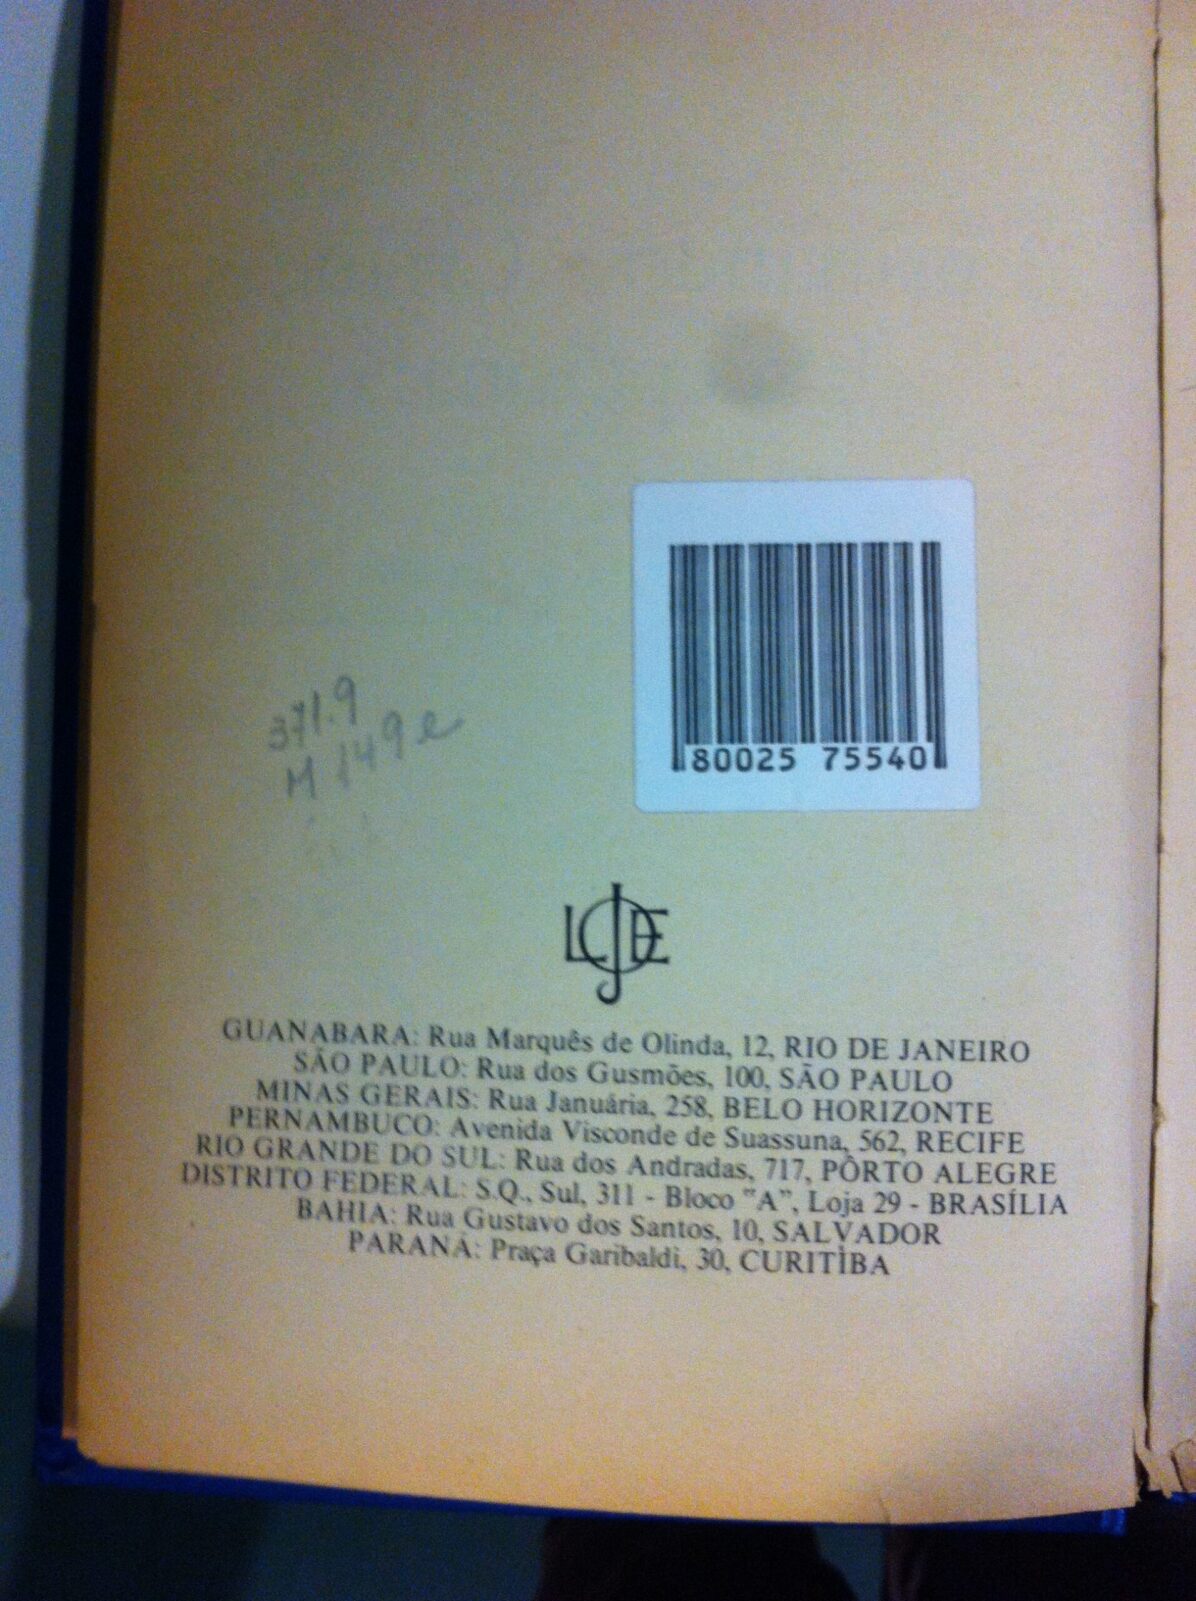 80025 75540
371.9
M 149e
LJOE
GUANABARA: Rua Marquês de Olinda, 12, RIO DE JANEIRO
SÃO PAULO: Rua dos Gusmões, 100, SÃO PAULO
MINAS GERAIS: Rua Januária, 258, BELO HORIZONTE
PERNAMBUCO: Avenida Visconde de Suassuna, 562, RECIFE
RIO GRANDE DO SUL: Rua dos Andradas, 717, PÔRTO ALEGRE
DISTRITO FEDERAL: S.Q., Sul, 311 - Bloco "A", Loja 29 - BRASÍLIA
BAHIA: Rua Gustavo dos Santos, 10, SALVADOR
PARANÁ: Praça Garibaldi, 30, CURITIBA